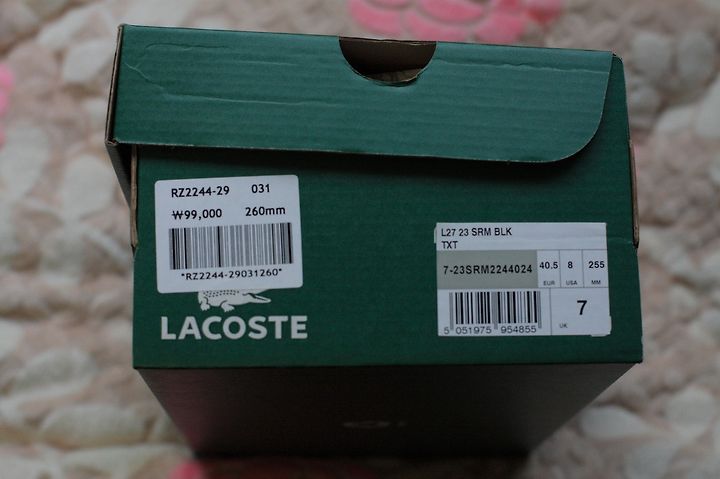 RZ2244-29 031
₩99,000 260mm
*RZ2244-29031260*
LACOSTE
L27 23 SRM BLK
TXT
7-23SRM2244024 40.5 8 255
EUR USA MM
5 051975 954855
UK 7